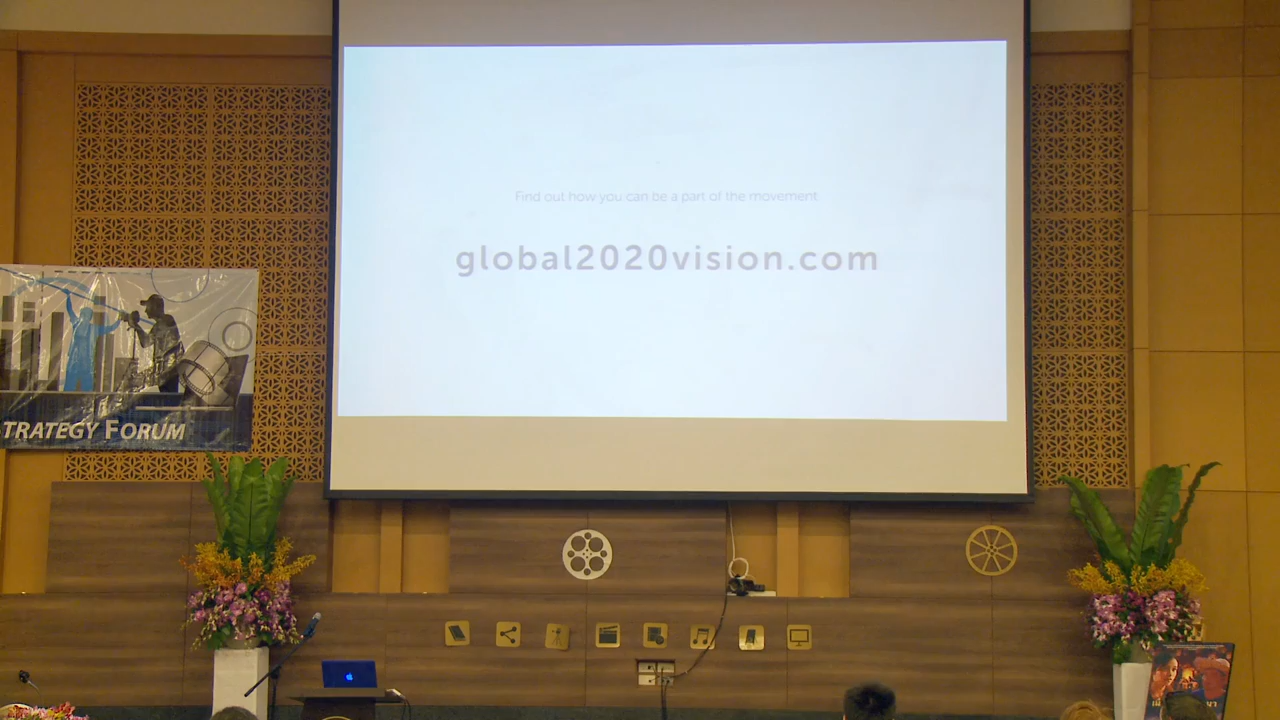 Find out how you can be a part of the movement
global2020vision.com
TRATEGY FORUM